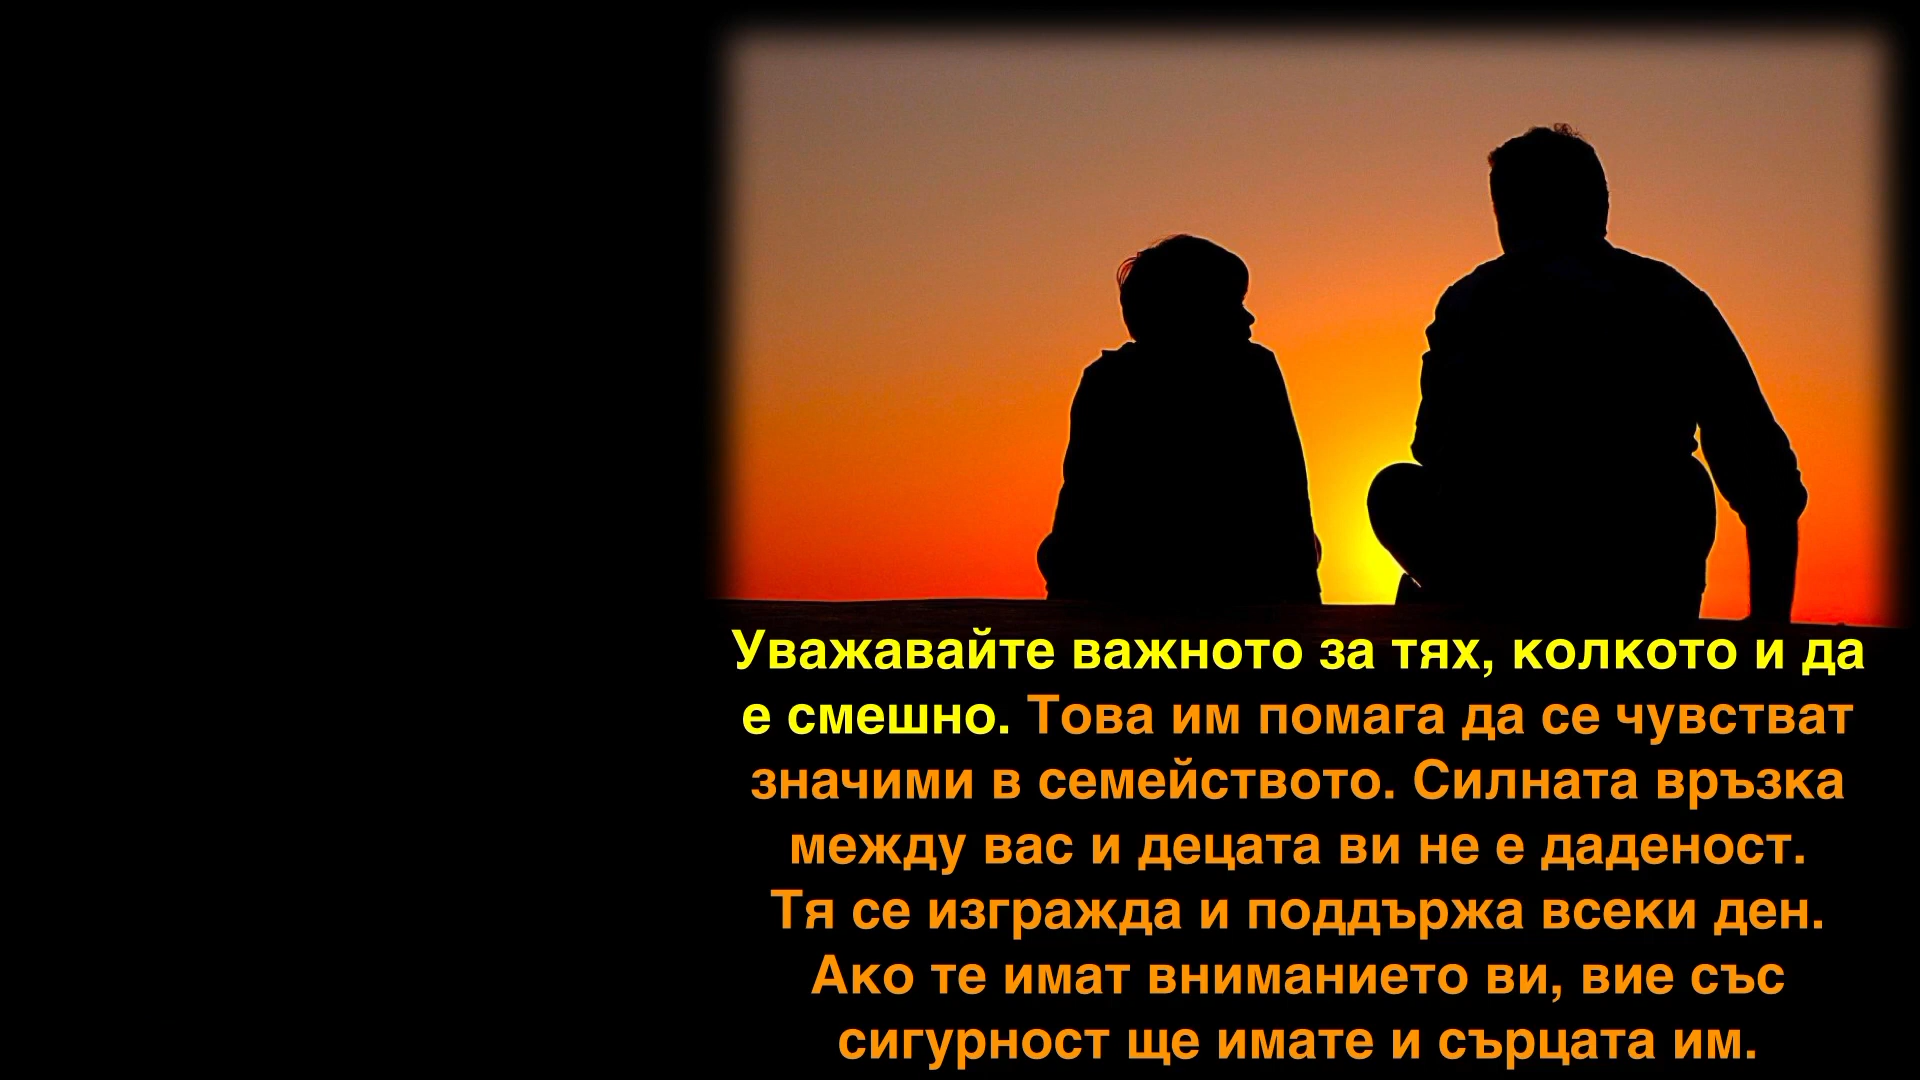 Уважавайте важното за тях, колкото и да
е смешно. Това им помага да се чувстват
значими в семейството. Силната връзка
между вас и децата ви не е даденост.
Тя се изгражда и поддържа всеки ден.
Ако те имат вниманието ви, вие със
сигурност ще имате и сърцата им.